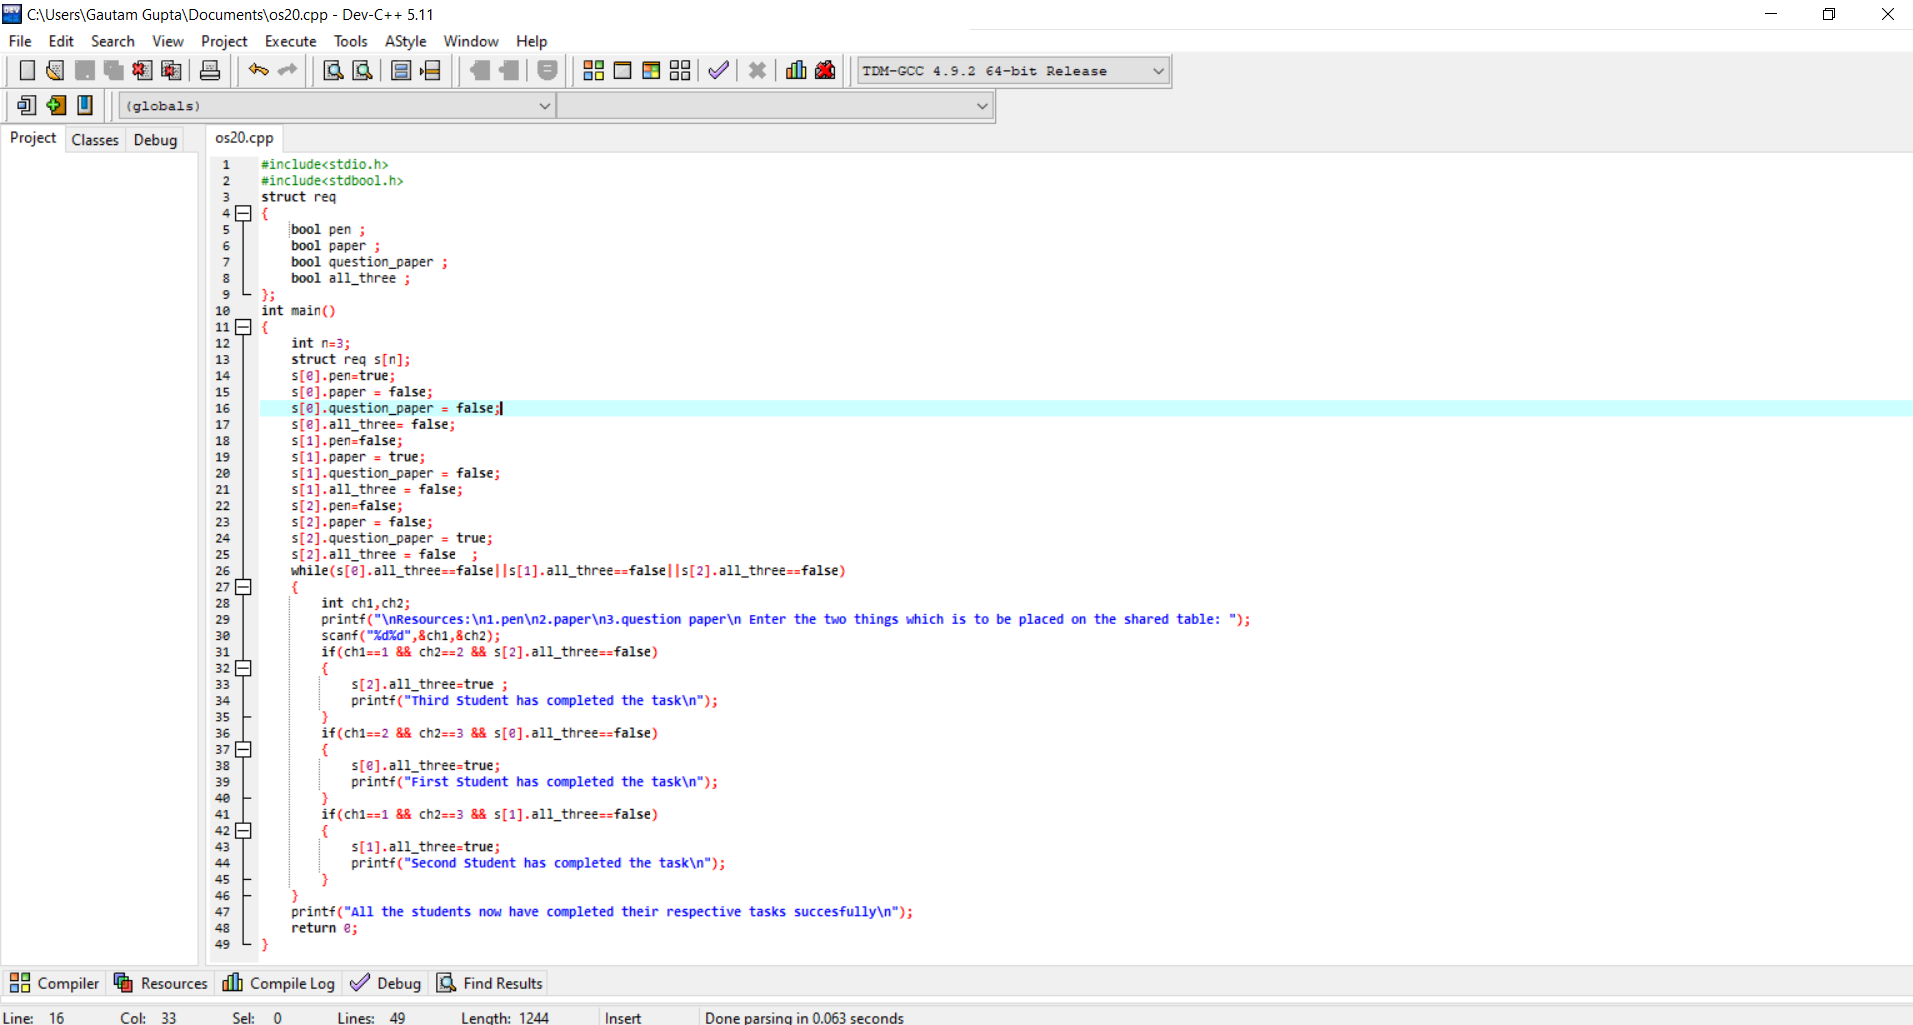 C:\Users\Gautam Gupta\Documents\os20.cpp - Dev-C++ 5.11
File Edit Search View Project Execute Tools AStyle Window Help
TDM-GCC 4.9.2 64-bit Release
(globals)
Project Classes Debug os20.cpp
1 #include<stdio.h>
2 #include<stdbool.h>
3 struct req
4 {
5 bool pen ;
6 bool paper ;
7 bool question_paper ;
8 bool all_three ;
9 };
10 int main()
11 {
12 int n=3;
13 struct req s[n];
14 s[0].pen=true;
15 s[0].paper = false;
16 s[0].question_paper = false;
17 s[0].all_three= false;
18 s[1].pen=false;
19 s[1].paper = true;
20 s[1].question_paper = false;
21 s[1].all_three = false;
22 s[2].pen=false;
23 s[2].paper = false;
24 s[2].question_paper = true;
25 s[2].all_three = false  ;
26 while(s[0].all_three==false||s[1].all_three==false||s[2].all_three==false)
27 {
28 int ch1,ch2;
29 printf("\nResources:\n1.pen\n2.paper\n3.question paper\n Enter the two things which is to be placed on the shared table: ");
30 scanf("%d%d",&ch1,&ch2);
31 if(ch1==1 && ch2==2 && s[2].all_three==false)
32 {
33 s[2].all_three=true ;
34 printf("Third Student has completed the task\n");
35 }
36 if(ch1==2 && ch2==3 && s[0].all_three==false)
37 {
38 s[0].all_three=true;
39 printf("First Student has completed the task\n");
40 }
41 if(ch1==1 && ch2==3 && s[1].all_three==false)
42 {
43 s[1].all_three=true;
44 printf("Second Student has completed the task\n");
45 }
46 }
47 printf("All the students now have completed their respective tasks succesfully\n");
48 return 0;
49 }
Compiler Resources Compile Log Debug Find Results
Line: 16 Col: 33 Sel: 0 Lines: 49 Length: 1244 Insert Done parsing in 0.063 seconds